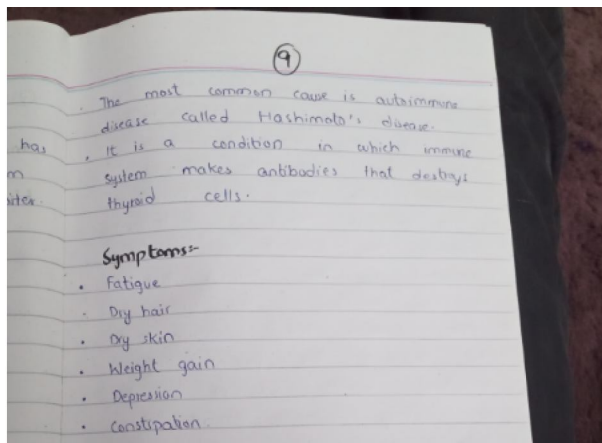 9
has
m
. The most common cause is autoimmune
disease called Hashimoto's disease.
. It is a condition in which immune
system makes antibodies that destroys
thyroid cells.
Symptoms:-
• Fatigue
• Dry hair
• Dry skin
• Weight gain
• Depression
• Constipation.